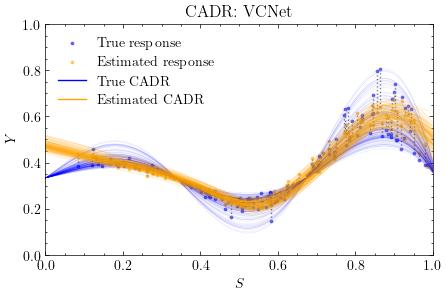 CADR: VCNet
1.0
0.8
0.6
0.4
0.2
0.0
Y
True response
Estimated response
True CADR
Estimated CADR
0.0 0.2 0.4 0.6 0.8 1.0
S